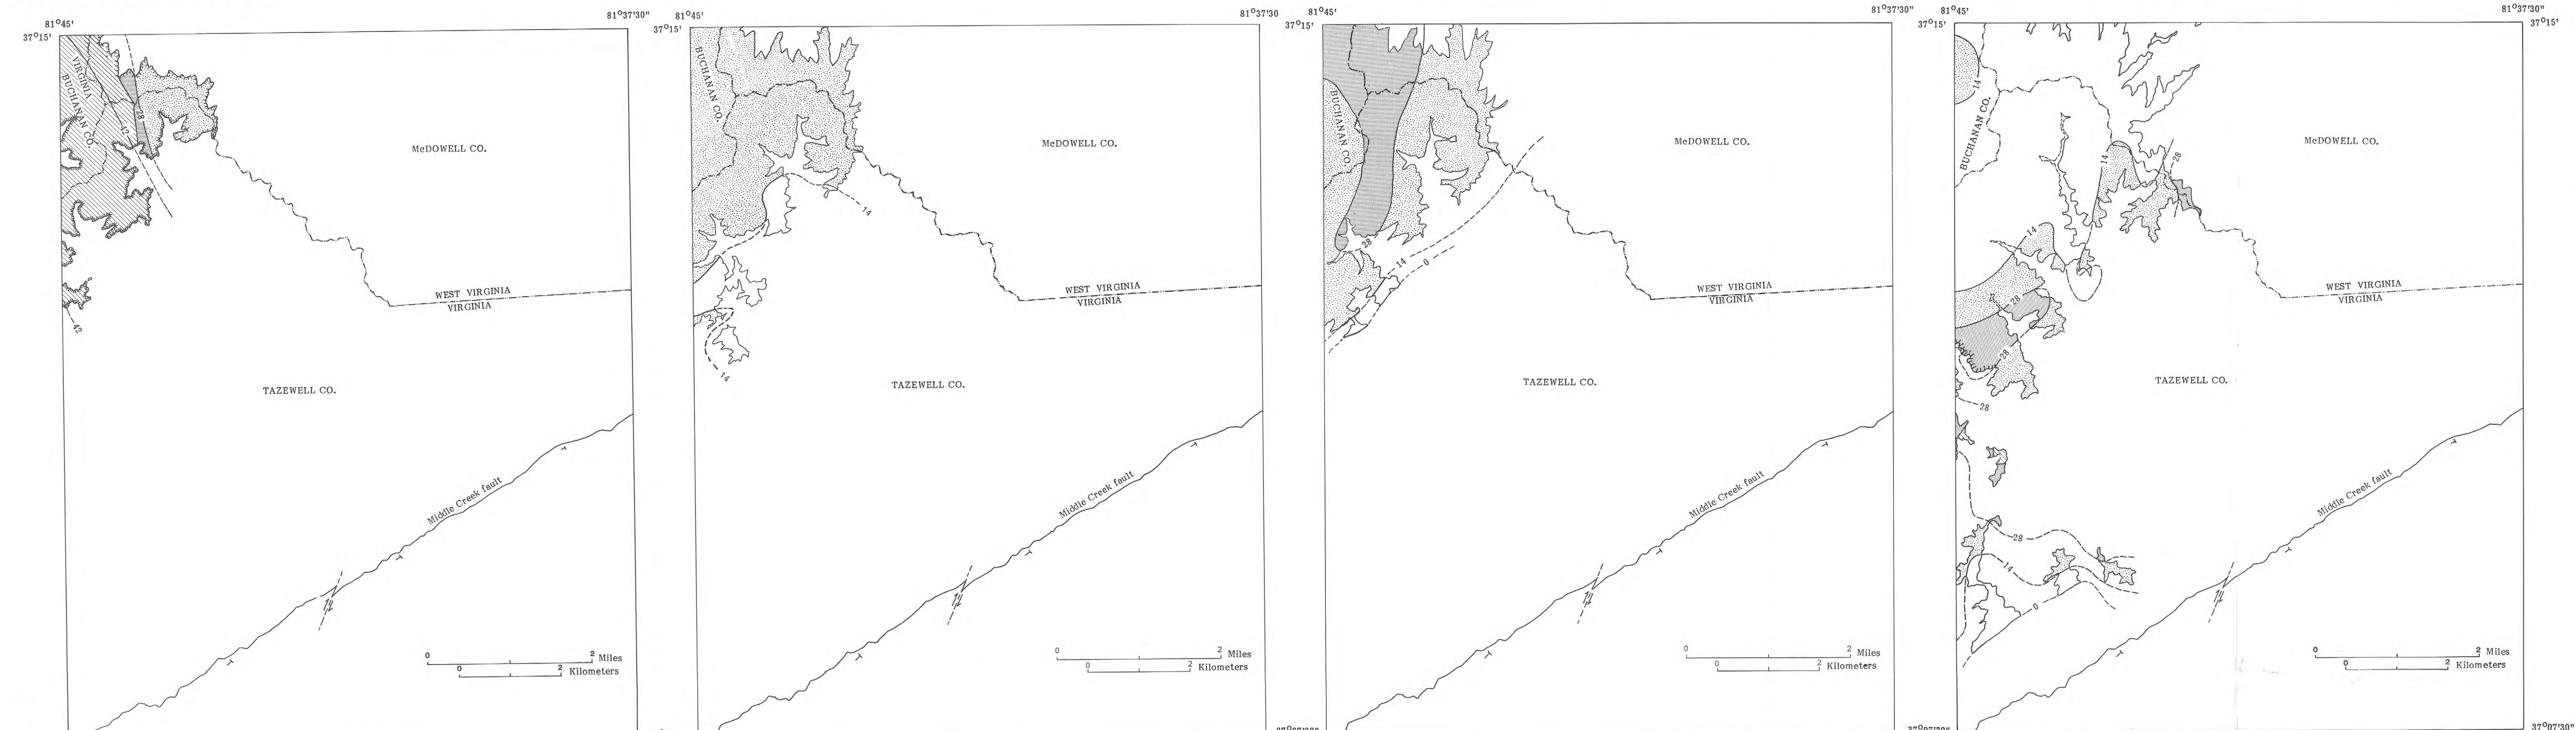 81°45'
81°37'30"
37°15'
VIRGINIA
BUCHANAN CO.
28
42
McDOWELL CO.
WEST VIRGINIA
VIRGINIA
42
TAZEWELL CO.
Middle Creek fault
0 2 Miles
0 2 Kilometers
81°45'
81°37'30
37°15'
BUCHANAN CO.
McDOWELL CO.
14
WEST VIRGINIA
VIRGINIA
14
TAZEWELL CO.
Middle Creek fault
0 2 Miles
0 2 Kilometers
81°45'
81°37'30"
37°15'
BUCHANAN CO.
McDOWELL CO.
28
14
0
WEST VIRGINIA
VIRGINIA
TAZEWELL CO.
Middle Creek fault
0 2 Miles
0 2 Kilometers
81°45'
81°37'30"
37°15'
37°15'
14
BUCHANAN CO.
McDOWELL CO.
14
28
14
WEST VIRGINIA
VIRGINIA
28
28
TAZEWELL CO.
28
Middle Creek fault
28
14
0
0 2 Miles
0 2 Kilometers
37°07'30"